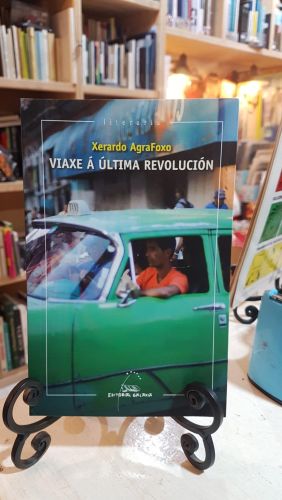 literaria
Xerardo AgraFoxo
VIAXE Á ÚLTIMA REVOLUCIÓN
EDITORIAL GALAXIA